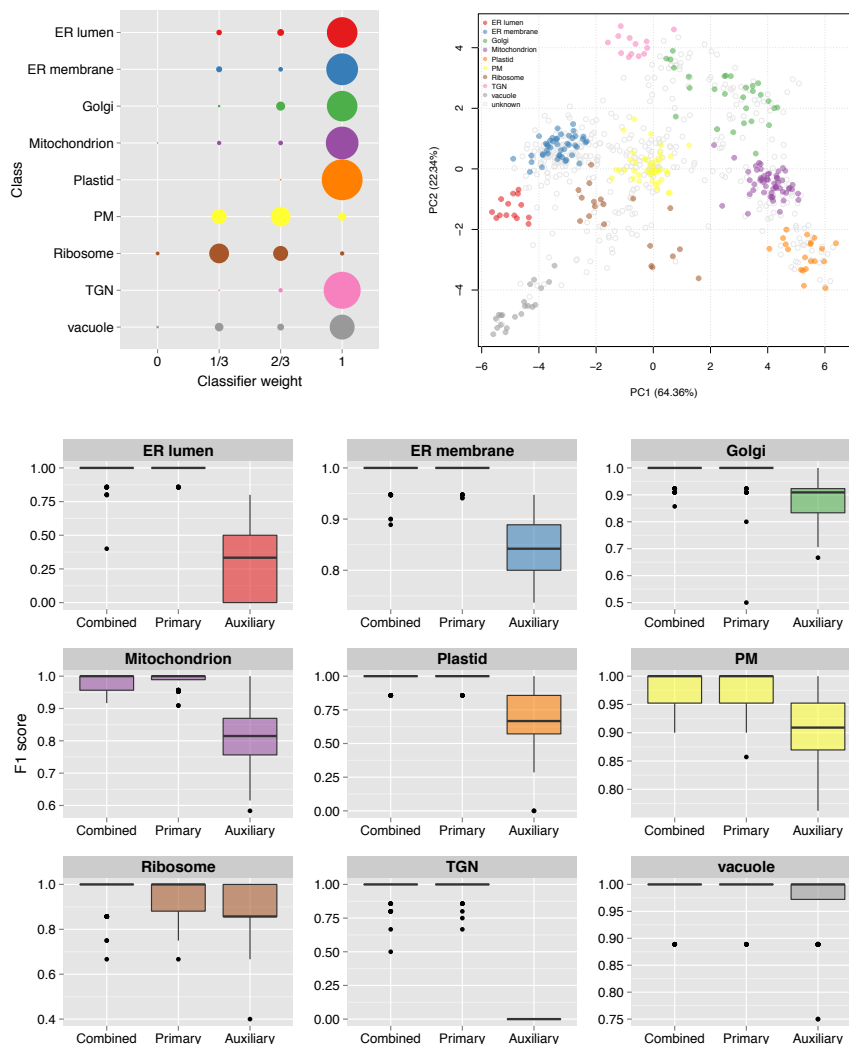 Class
ER lumen
ER membrane
Golgi
Mitochondrion
Plastid
PM
Ribosome
TGN
vacuole
0 1/3 2/3 1
Classifier weight
ER lumen
ER membrane
Golgi
Mitochondrion
Plastid
PM
Ribosome
TGN
vacuole
unknown
PC2 (22.34%)
4
2
0
−2
−4
−6 −4 −2 0 2 4 6
PC1 (64.36%)
F1 score
ER lumen
1.00
0.75
0.50
0.25
0.00
Combined Primary Auxiliary
ER membrane
1.00
0.9
0.8
Combined Primary Auxiliary
Golgi
1.00
0.9
0.8
0.7
0.6
0.5
Combined Primary Auxiliary
Mitochondrion
1.00
0.9
0.8
0.7
0.6
Combined Primary Auxiliary
Plastid
1.00
0.75
0.50
0.25
0.00
Combined Primary Auxiliary
PM
1.00
0.95
0.90
0.85
0.80
Combined Primary Auxiliary
Ribosome
1.0
0.8
0.6
0.4
Combined Primary Auxiliary
TGN
1.00
0.75
0.50
0.25
0.00
Combined Primary Auxiliary
vacuole
1.00
0.95
0.90
0.85
0.80
0.75
Combined Primary Auxiliary